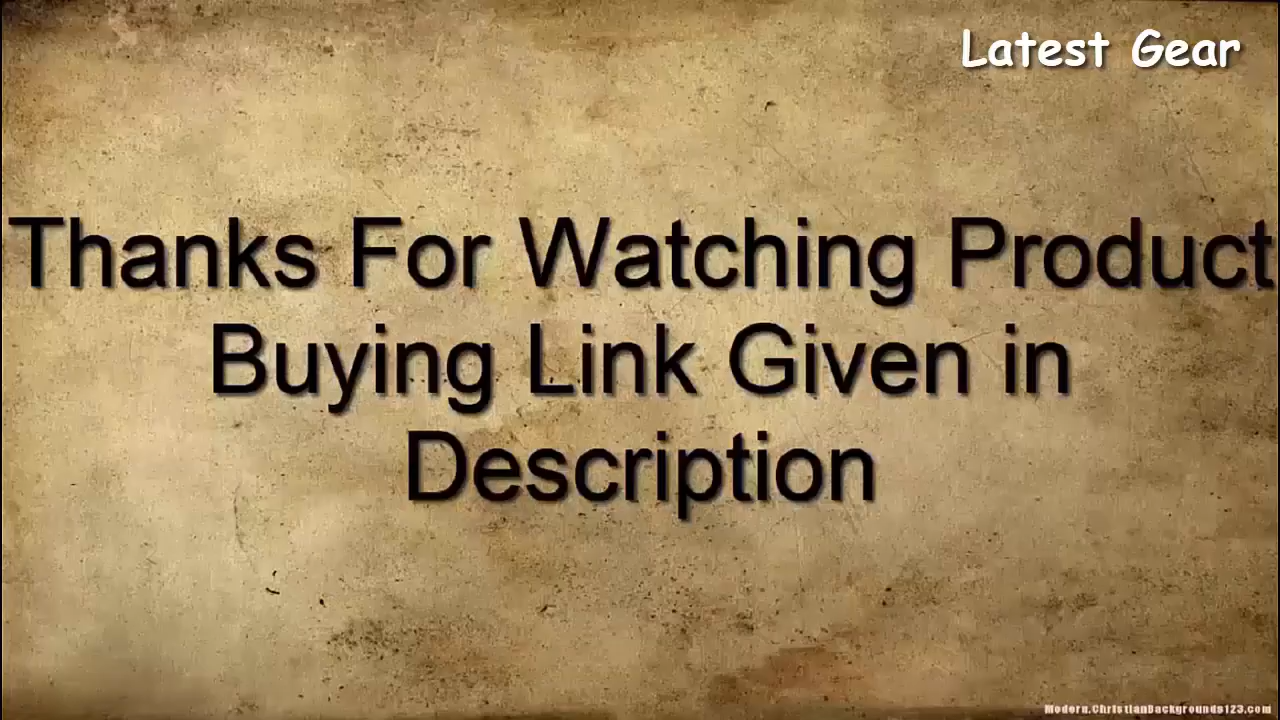 Latest Gear
Thanks For Watching Product
Buying Link Given in
Description
Modern.ChristianBackgrounds123.com